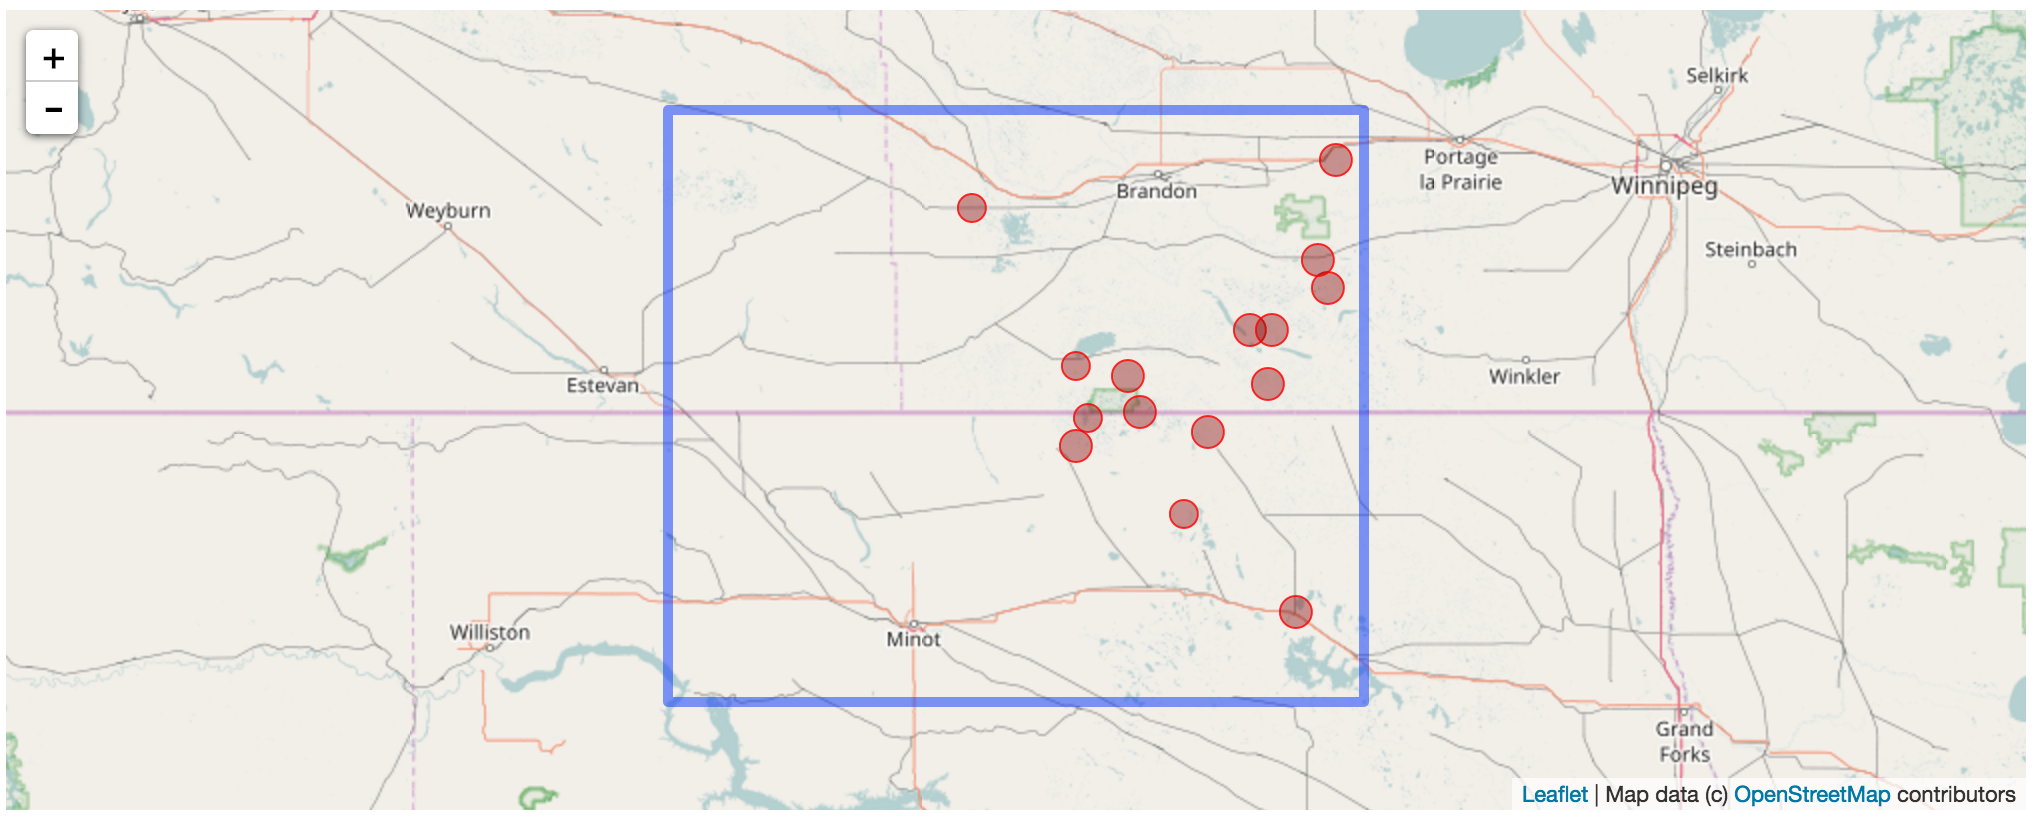 +
-
Selkirk
Portage
la Prairie
Winnipeg
Brandon
Weyburn
Steinbach
Estevan
Winkler
Williston
Minot
Grand
Forks
Leaflet | Map data (c) OpenStreetMap contributors